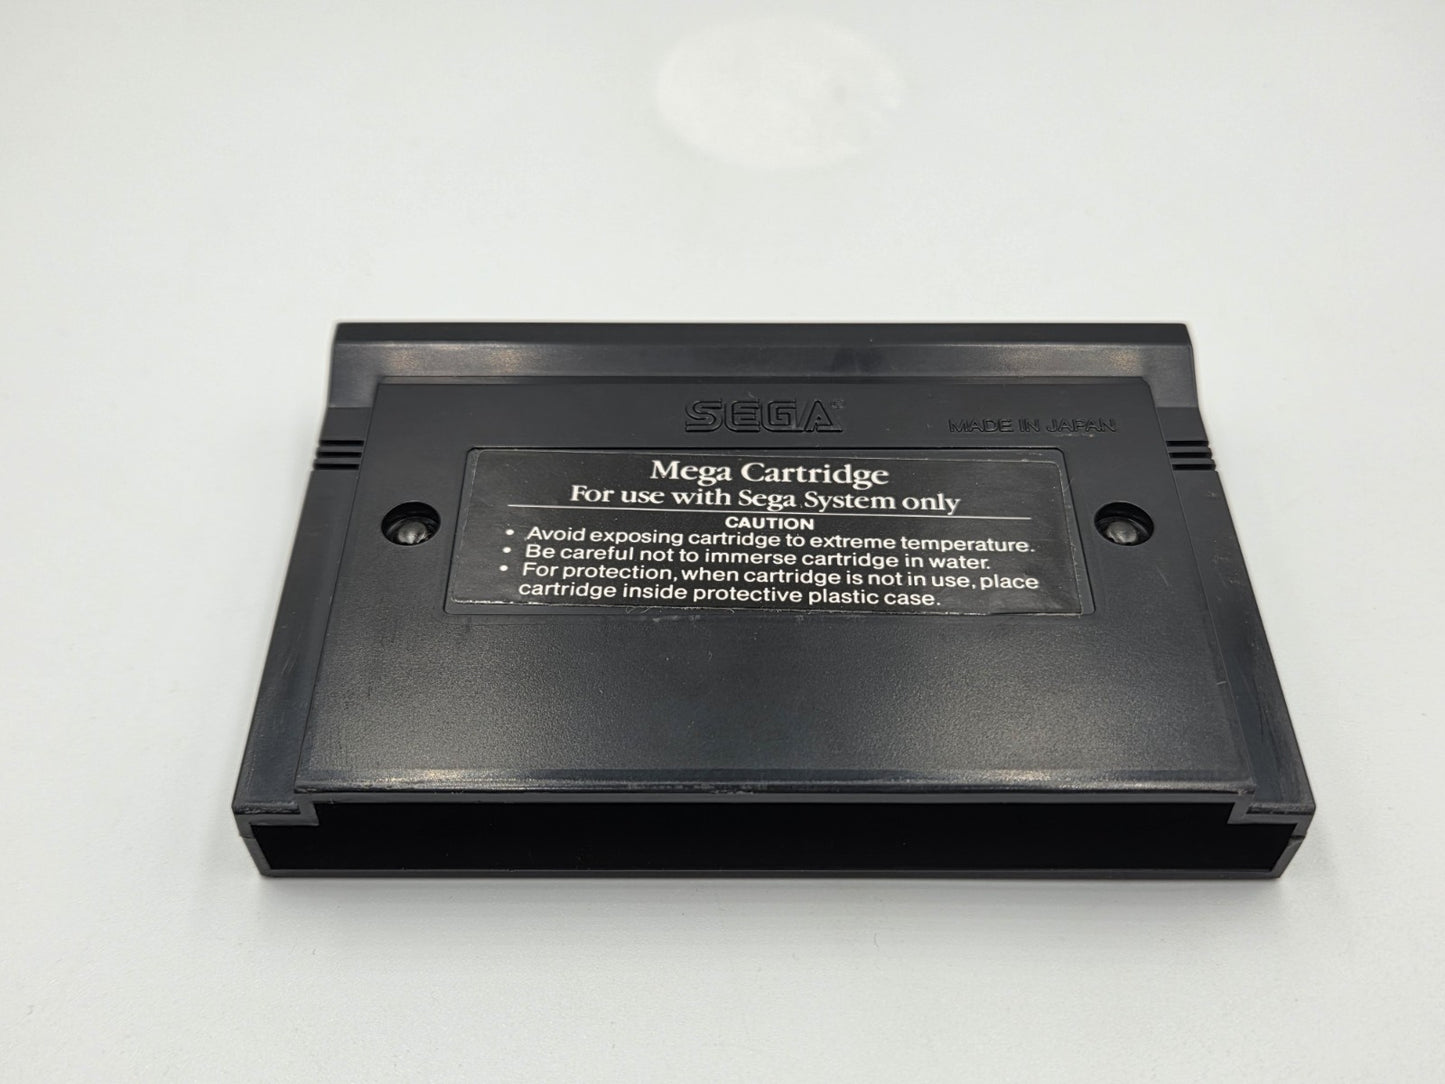 SEGA®
MADE IN JAPAN
Mega Cartridge
For use with Sega System only
CAUTION
• Avoid exposing cartridge to extreme temperature.
• Be careful not to immerse cartridge in water.
• For protection, when cartridge is not in use, place
cartridge inside protective plastic case.